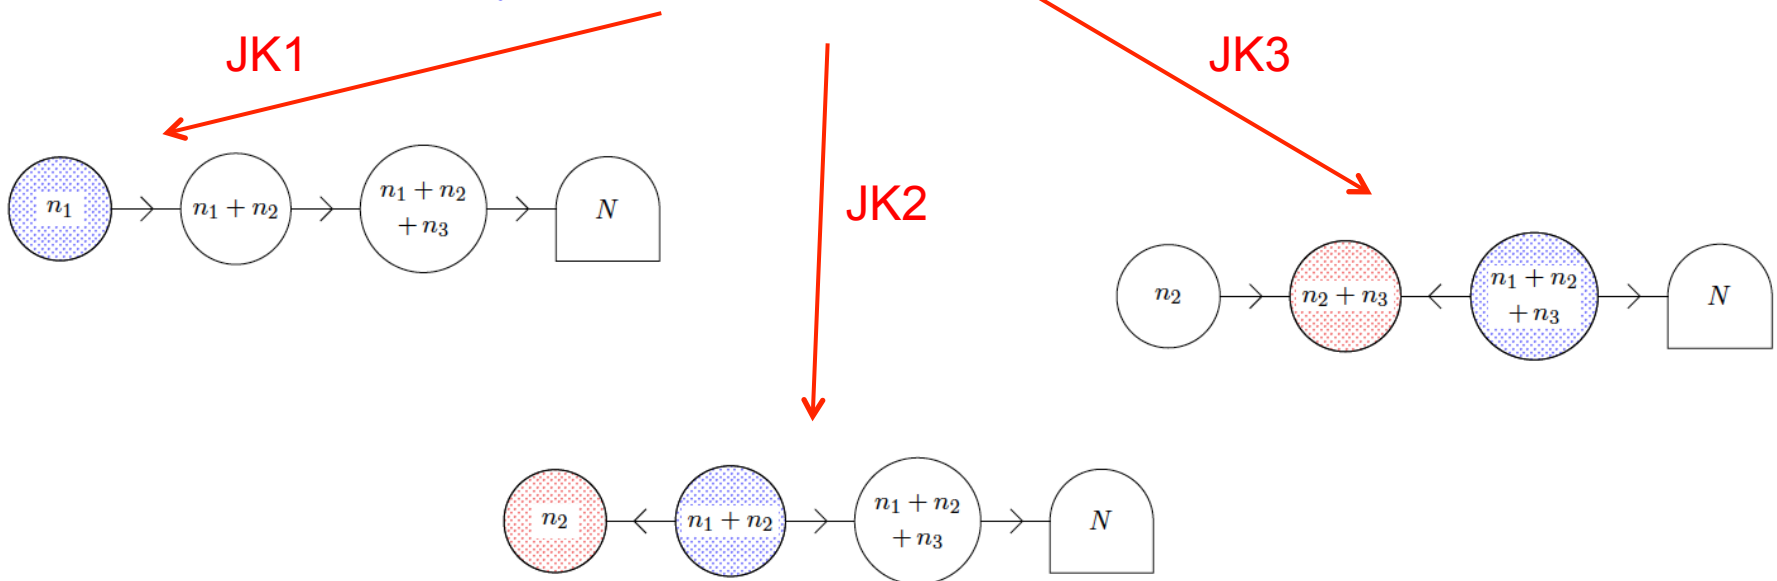 JK1
JK3
n₁
n₁ + n₂
n₁ + n₂
+ n₃
N
JK2
n₂
n₂ + n₃
n₁ + n₂
+ n₃
N
n₂
n₁ + n₂
n₁ + n₂
+ n₃
N